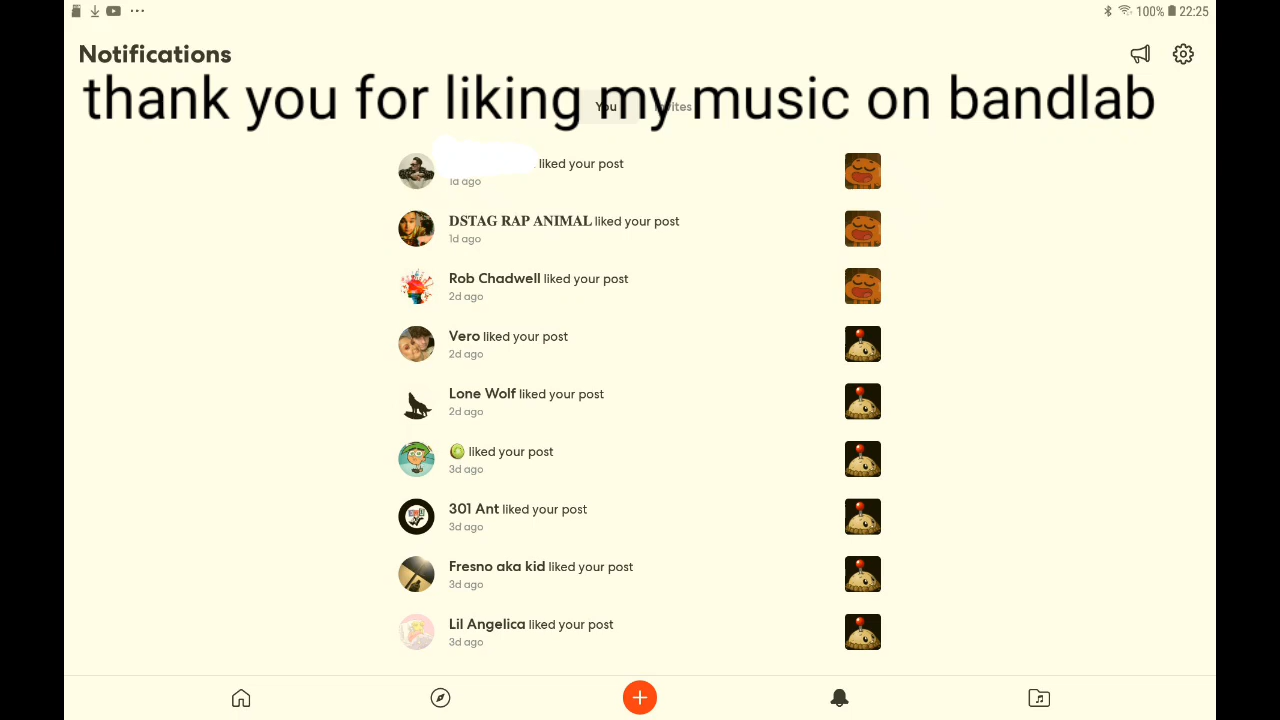 100% 22:25
Notifications
thank you for liking my music on bandlab
You Invites
liked your post
1d ago
DSTAG RAP ANIMAL liked your post
1d ago
Rob Chadwell liked your post
2d ago
Vero liked your post
2d ago
Lone Wolf liked your post
2d ago
🥝 liked your post
3d ago
301 Ant liked your post
3d ago
Fresno aka kid liked your post
3d ago
Lil Angelica liked your post
3d ago